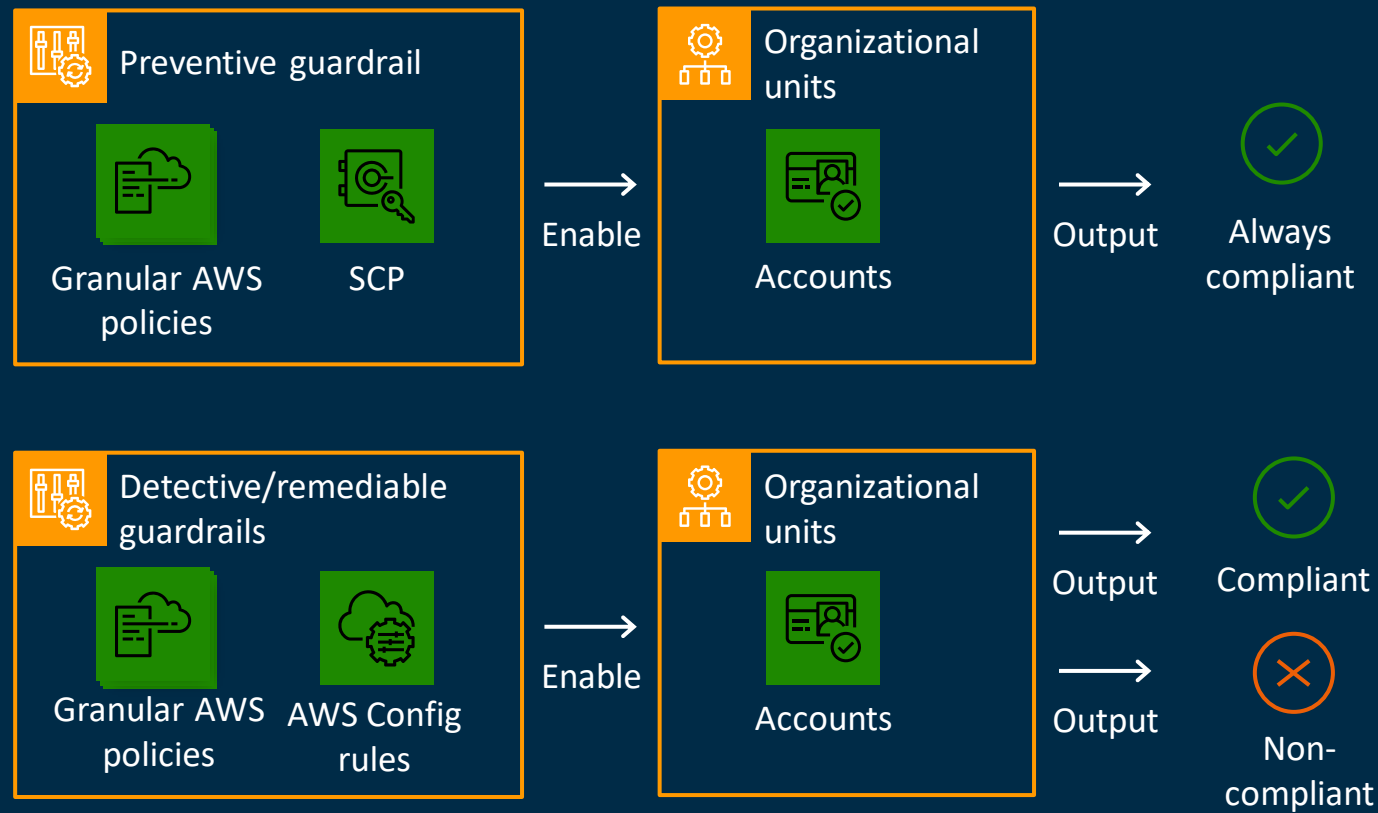 Preventive guardrail
Granular AWS
policies
SCP
Enable
Organizational
units
Accounts
Output
Always
compliant
Detective/remediable
guardrails
Granular AWS
policies
AWS Config
rules
Enable
Organizational
units
Accounts
Output
Compliant
Output
Non-
compliant